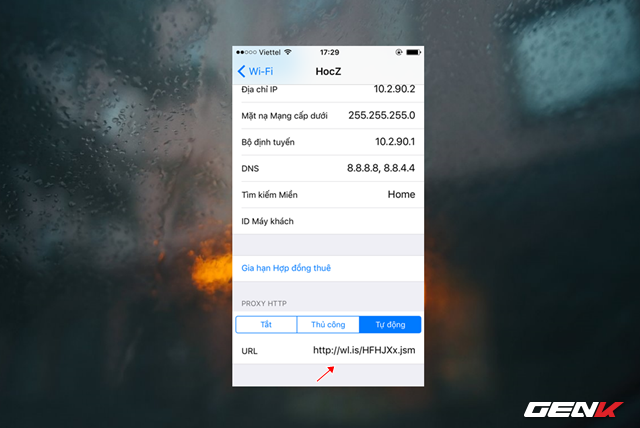 Viettel 17:29
Wi-Fi HocZ
Địa chỉ IP 10.2.90.2
Mặt nạ Mạng cấp dưới 255.255.255.0
Bộ định tuyến 10.2.90.1
DNS 8.8.8.8, 8.8.4.4
Tìm kiếm Miền Home
ID Máy khách
Gia hạn Hợp đồng thuê
PROXY HTTP
Tắt Thủ công Tự động
URL http://wl.is/HFHJXx.jsm
GENK